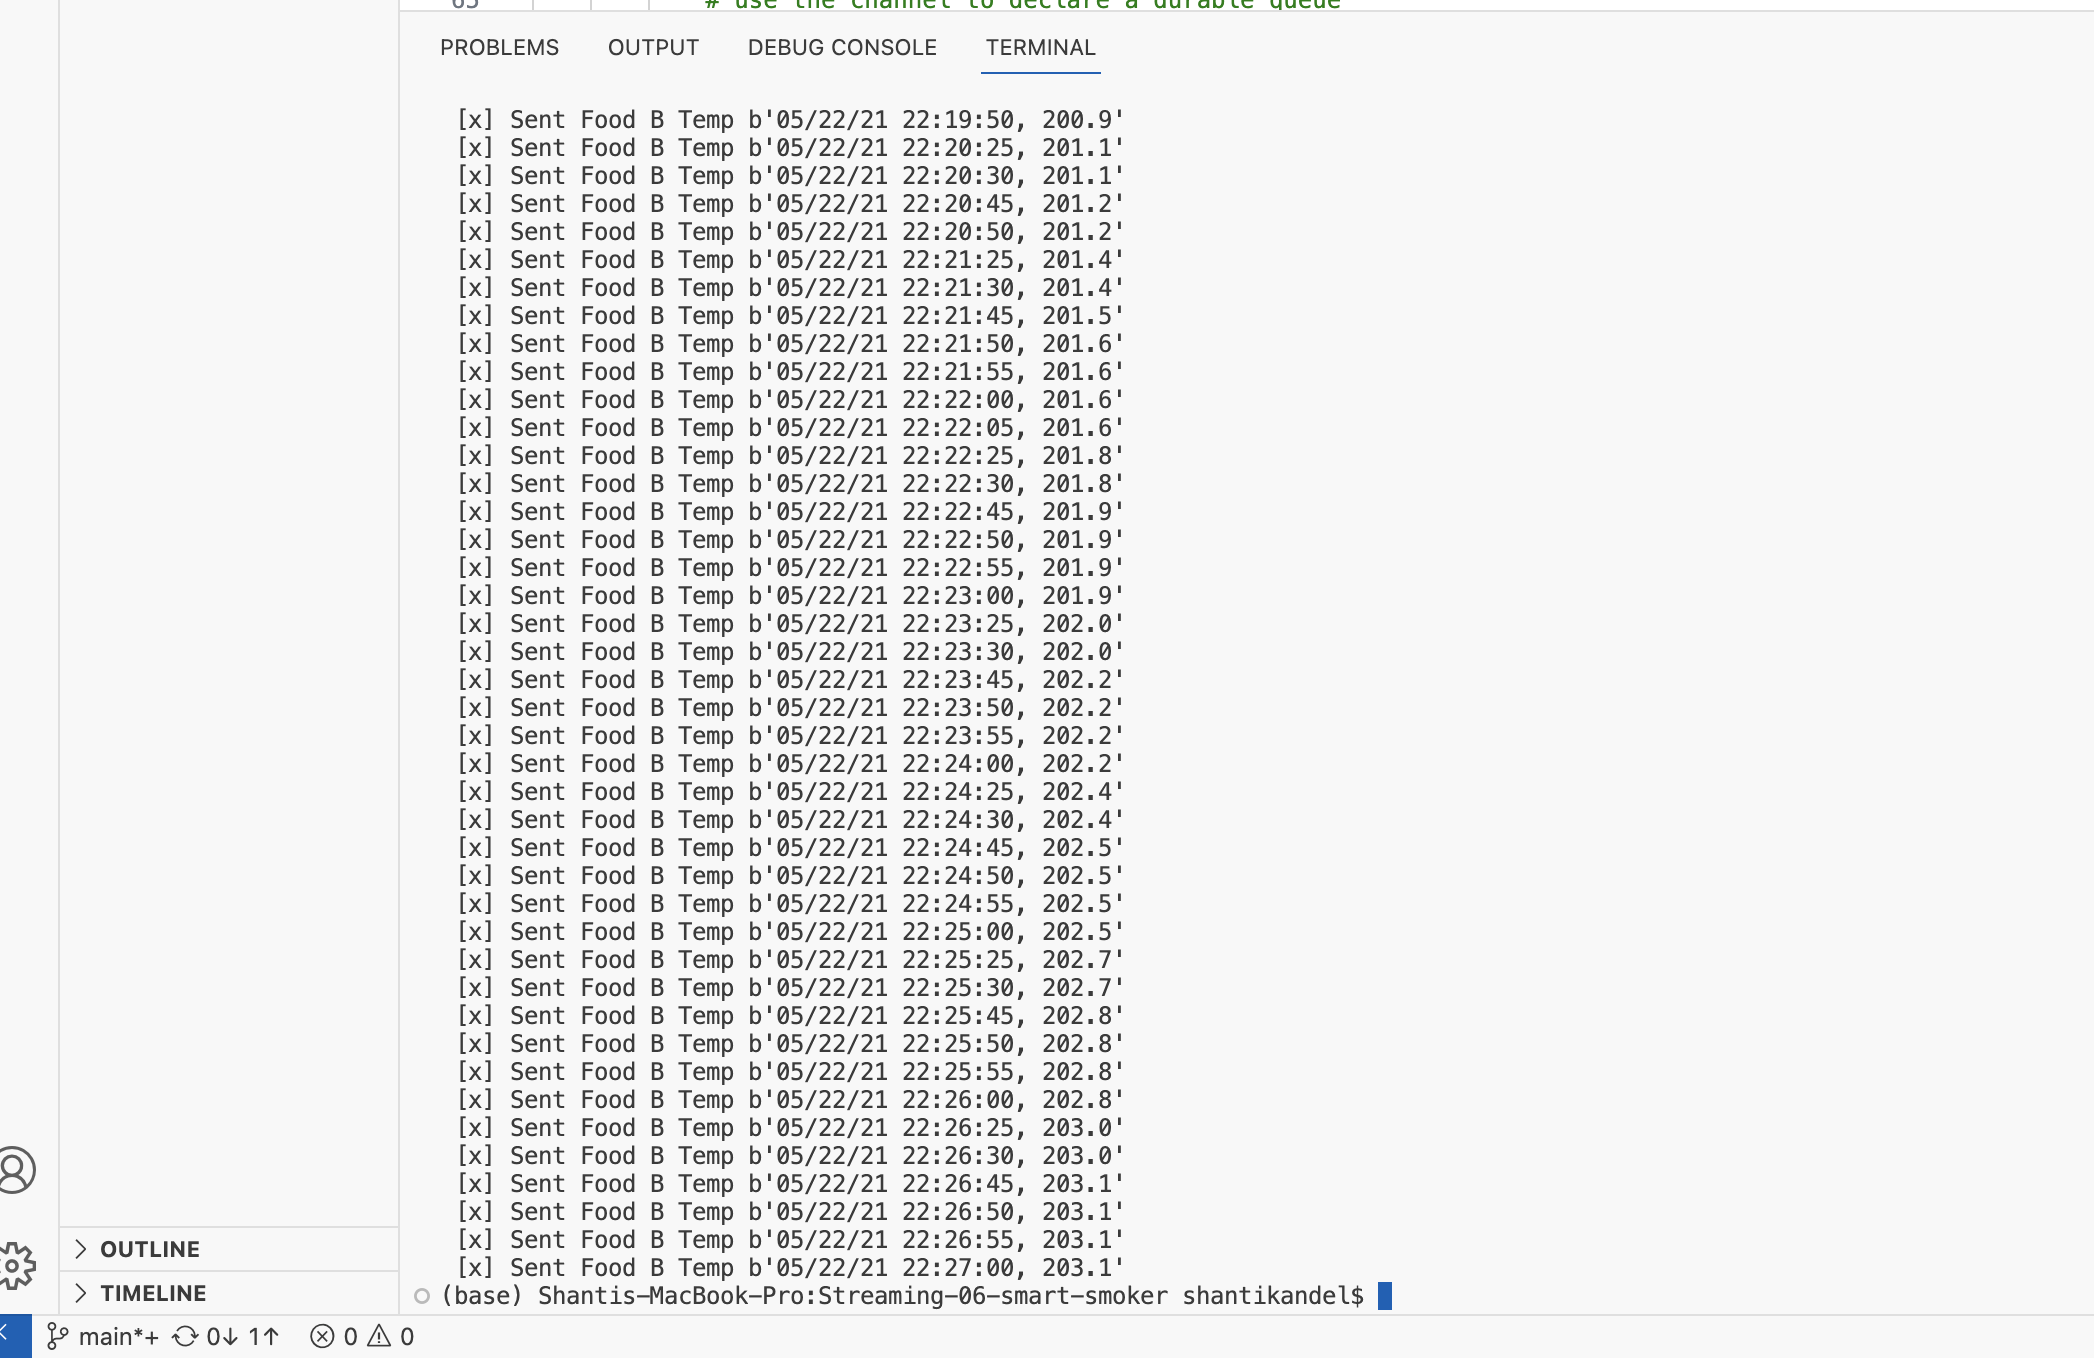 65 # use the channel to declare a durable queue
PROBLEMS OUTPUT DEBUG CONSOLE TERMINAL
[x] Sent Food B Temp b'05/22/21 22:19:50, 200.9'
[x] Sent Food B Temp b'05/22/21 22:20:25, 201.1'
[x] Sent Food B Temp b'05/22/21 22:20:30, 201.1'
[x] Sent Food B Temp b'05/22/21 22:20:45, 201.2'
[x] Sent Food B Temp b'05/22/21 22:20:50, 201.2'
[x] Sent Food B Temp b'05/22/21 22:21:25, 201.4'
[x] Sent Food B Temp b'05/22/21 22:21:30, 201.4'
[x] Sent Food B Temp b'05/22/21 22:21:45, 201.5'
[x] Sent Food B Temp b'05/22/21 22:21:50, 201.6'
[x] Sent Food B Temp b'05/22/21 22:21:55, 201.6'
[x] Sent Food B Temp b'05/22/21 22:22:00, 201.6'
[x] Sent Food B Temp b'05/22/21 22:22:05, 201.6'
[x] Sent Food B Temp b'05/22/21 22:22:25, 201.8'
[x] Sent Food B Temp b'05/22/21 22:22:30, 201.8'
[x] Sent Food B Temp b'05/22/21 22:22:45, 201.9'
[x] Sent Food B Temp b'05/22/21 22:22:50, 201.9'
[x] Sent Food B Temp b'05/22/21 22:22:55, 201.9'
[x] Sent Food B Temp b'05/22/21 22:23:00, 201.9'
[x] Sent Food B Temp b'05/22/21 22:23:25, 202.0'
[x] Sent Food B Temp b'05/22/21 22:23:30, 202.0'
[x] Sent Food B Temp b'05/22/21 22:23:45, 202.2'
[x] Sent Food B Temp b'05/22/21 22:23:50, 202.2'
[x] Sent Food B Temp b'05/22/21 22:23:55, 202.2'
[x] Sent Food B Temp b'05/22/21 22:24:00, 202.2'
[x] Sent Food B Temp b'05/22/21 22:24:25, 202.4'
[x] Sent Food B Temp b'05/22/21 22:24:30, 202.4'
[x] Sent Food B Temp b'05/22/21 22:24:45, 202.5'
[x] Sent Food B Temp b'05/22/21 22:24:50, 202.5'
[x] Sent Food B Temp b'05/22/21 22:24:55, 202.5'
[x] Sent Food B Temp b'05/22/21 22:25:00, 202.5'
[x] Sent Food B Temp b'05/22/21 22:25:25, 202.7'
[x] Sent Food B Temp b'05/22/21 22:25:30, 202.7'
[x] Sent Food B Temp b'05/22/21 22:25:45, 202.8'
[x] Sent Food B Temp b'05/22/21 22:25:50, 202.8'
[x] Sent Food B Temp b'05/22/21 22:25:55, 202.8'
[x] Sent Food B Temp b'05/22/21 22:26:00, 202.8'
[x] Sent Food B Temp b'05/22/21 22:26:25, 203.0'
[x] Sent Food B Temp b'05/22/21 22:26:30, 203.0'
[x] Sent Food B Temp b'05/22/21 22:26:45, 203.1'
[x] Sent Food B Temp b'05/22/21 22:26:50, 203.1'
[x] Sent Food B Temp b'05/22/21 22:26:55, 203.1'
[x] Sent Food B Temp b'05/22/21 22:27:00, 203.1'
(base) Shantis-MacBook-Pro:Streaming-06-smart-smoker shantikandel$
OUTLINE
TIMELINE
main*+ 0↓ 1↑ 0 0